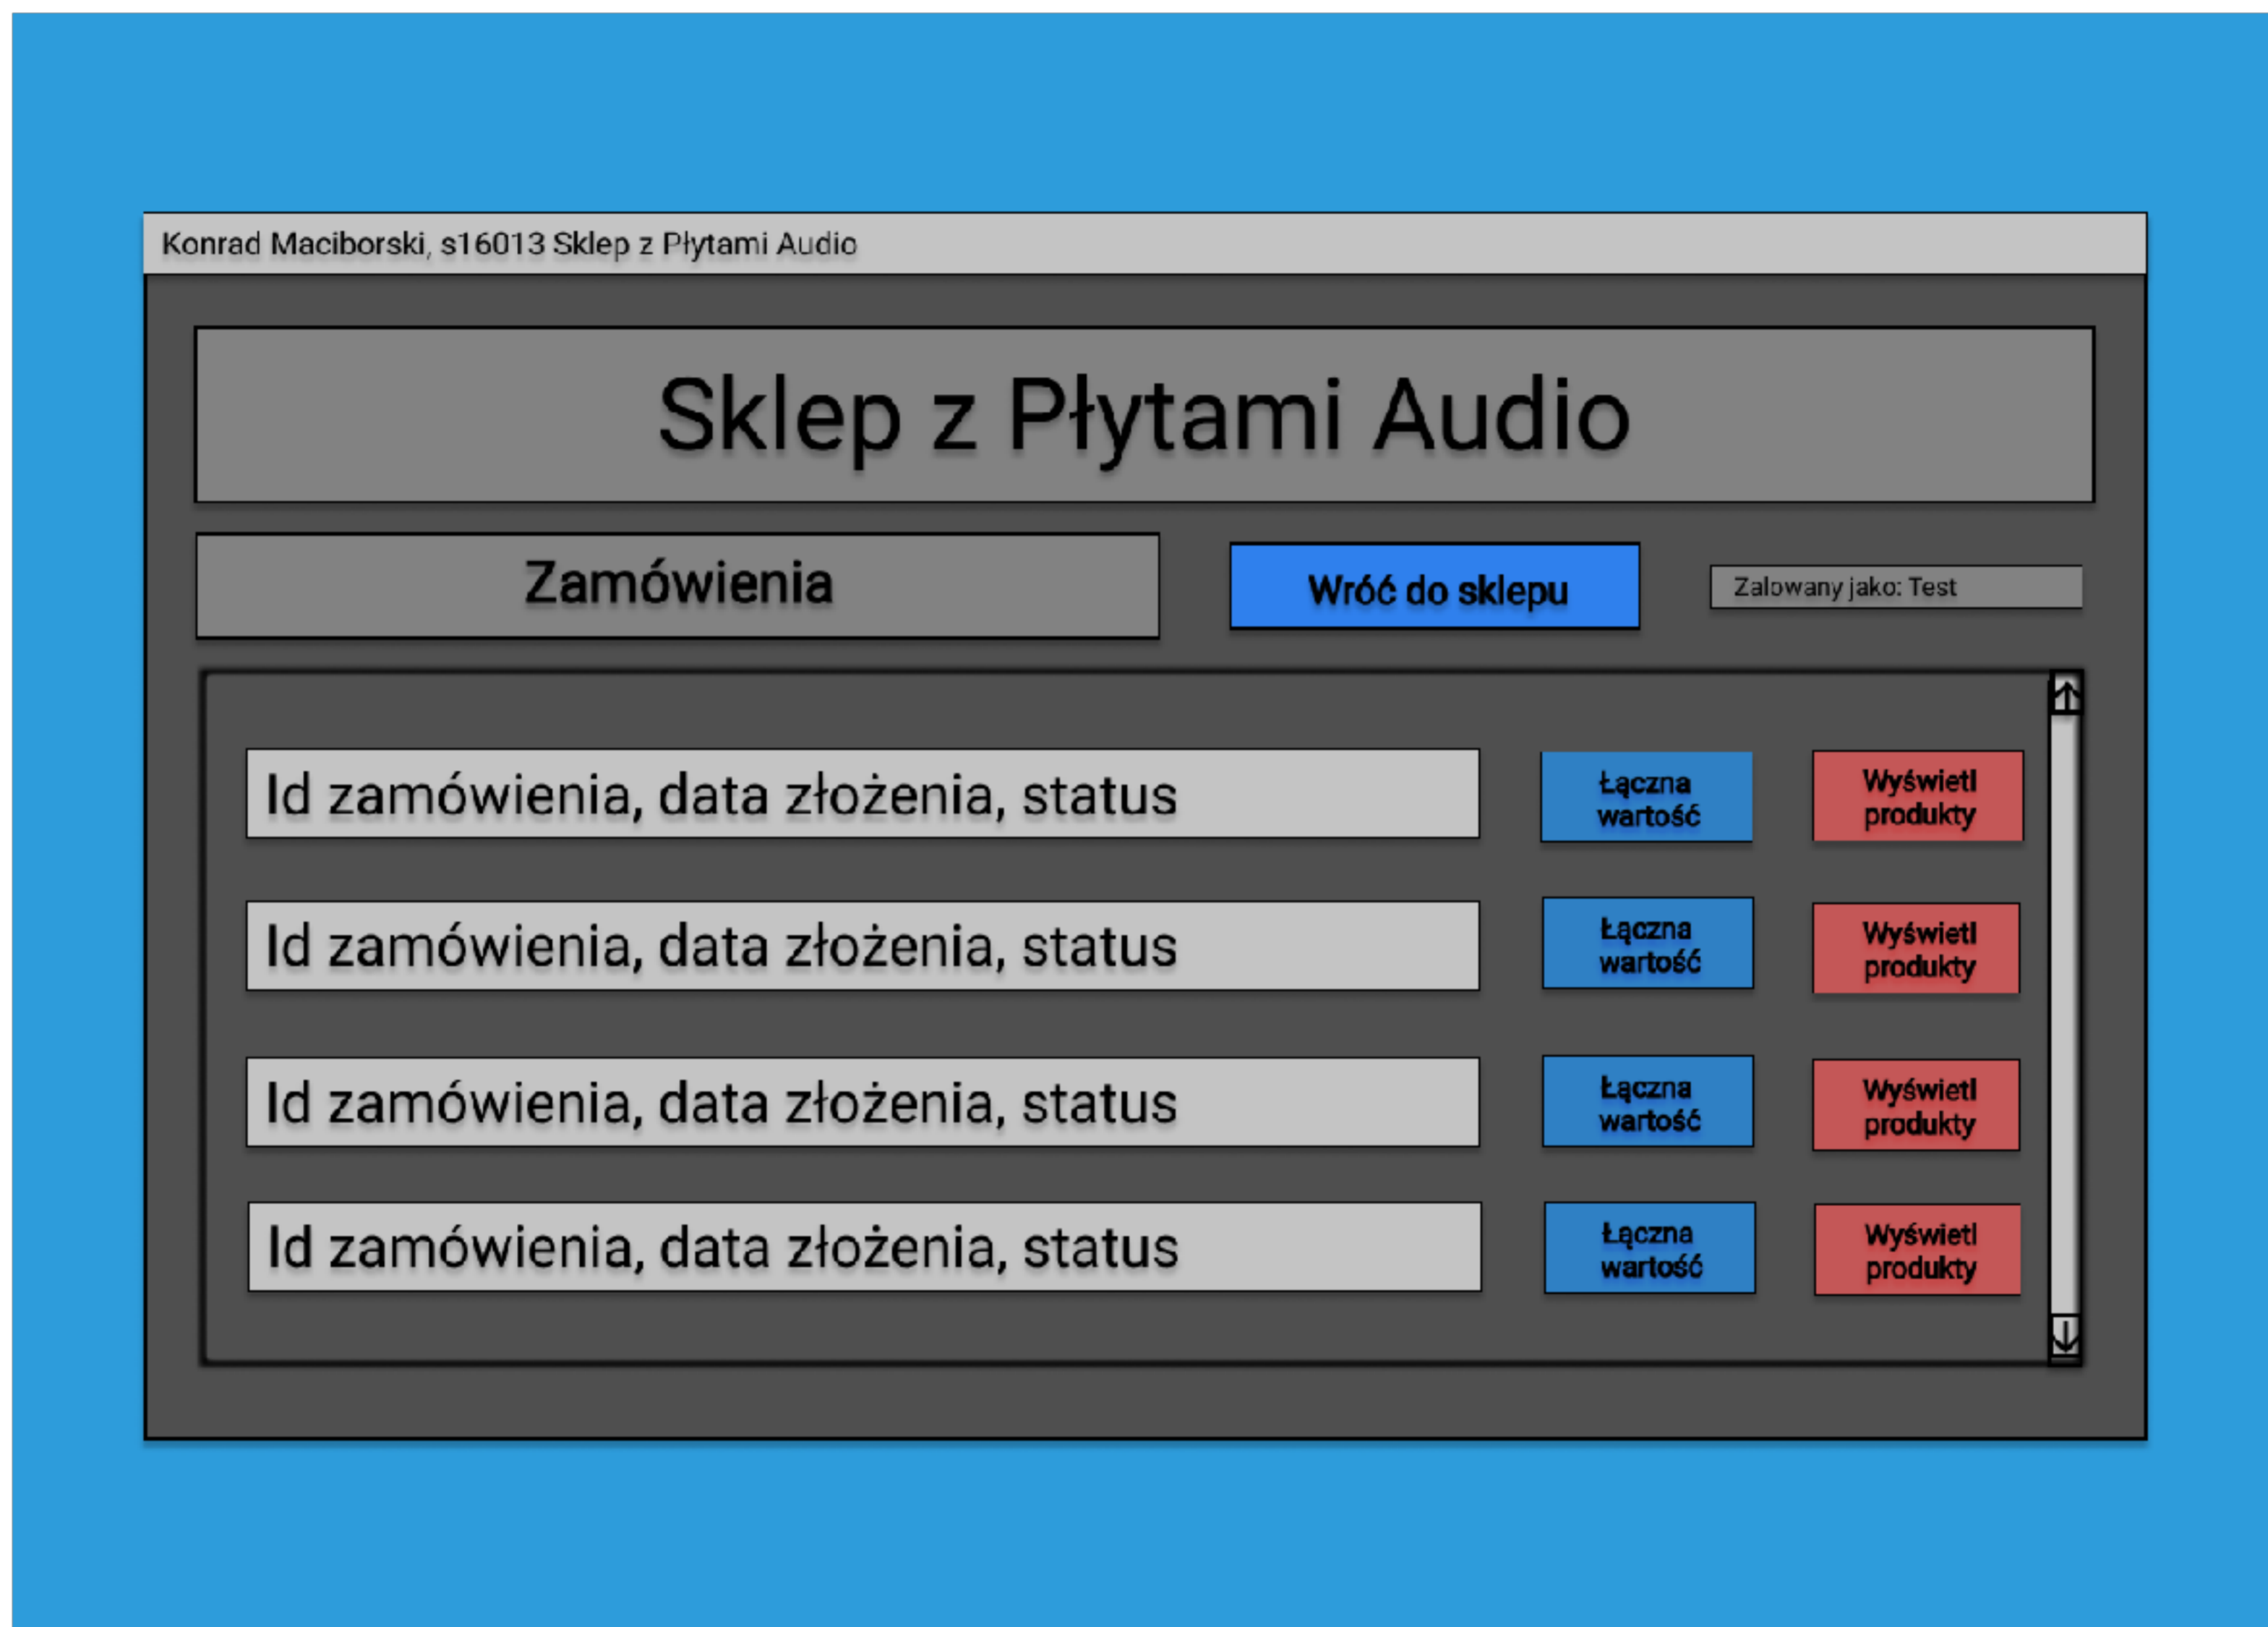 Konrad Maciborski, s16013 Sklep z Płytami Audio
Sklep z Płytami Audio
Zamówienia
Wróć do sklepu
Zalowany jako: Test
Id zamówienia, data złożenia, status
Łączna
wartość
Wyświetl
produkty
Id zamówienia, data złożenia, status
Łączna
wartość
Wyświetl
produkty
Id zamówienia, data złożenia, status
Łączna
wartość
Wyświetl
produkty
Id zamówienia, data złożenia, status
Łączna
wartość
Wyświetl
produkty